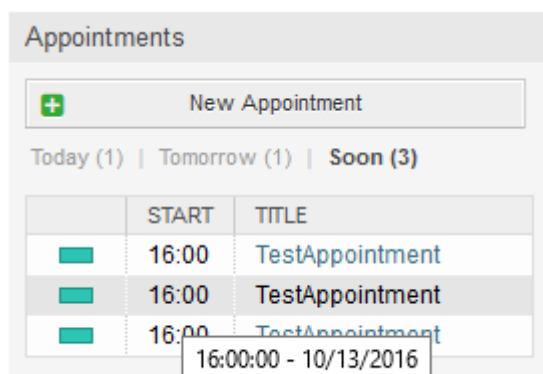 Appointments
New Appointment
Today (1) | Tomorrow (1) | Soon (3)
START TITLE
16:00 TestAppointment
16:00 TestAppointment
16:00 TestAppointment
16:00:00 - 10/13/2016